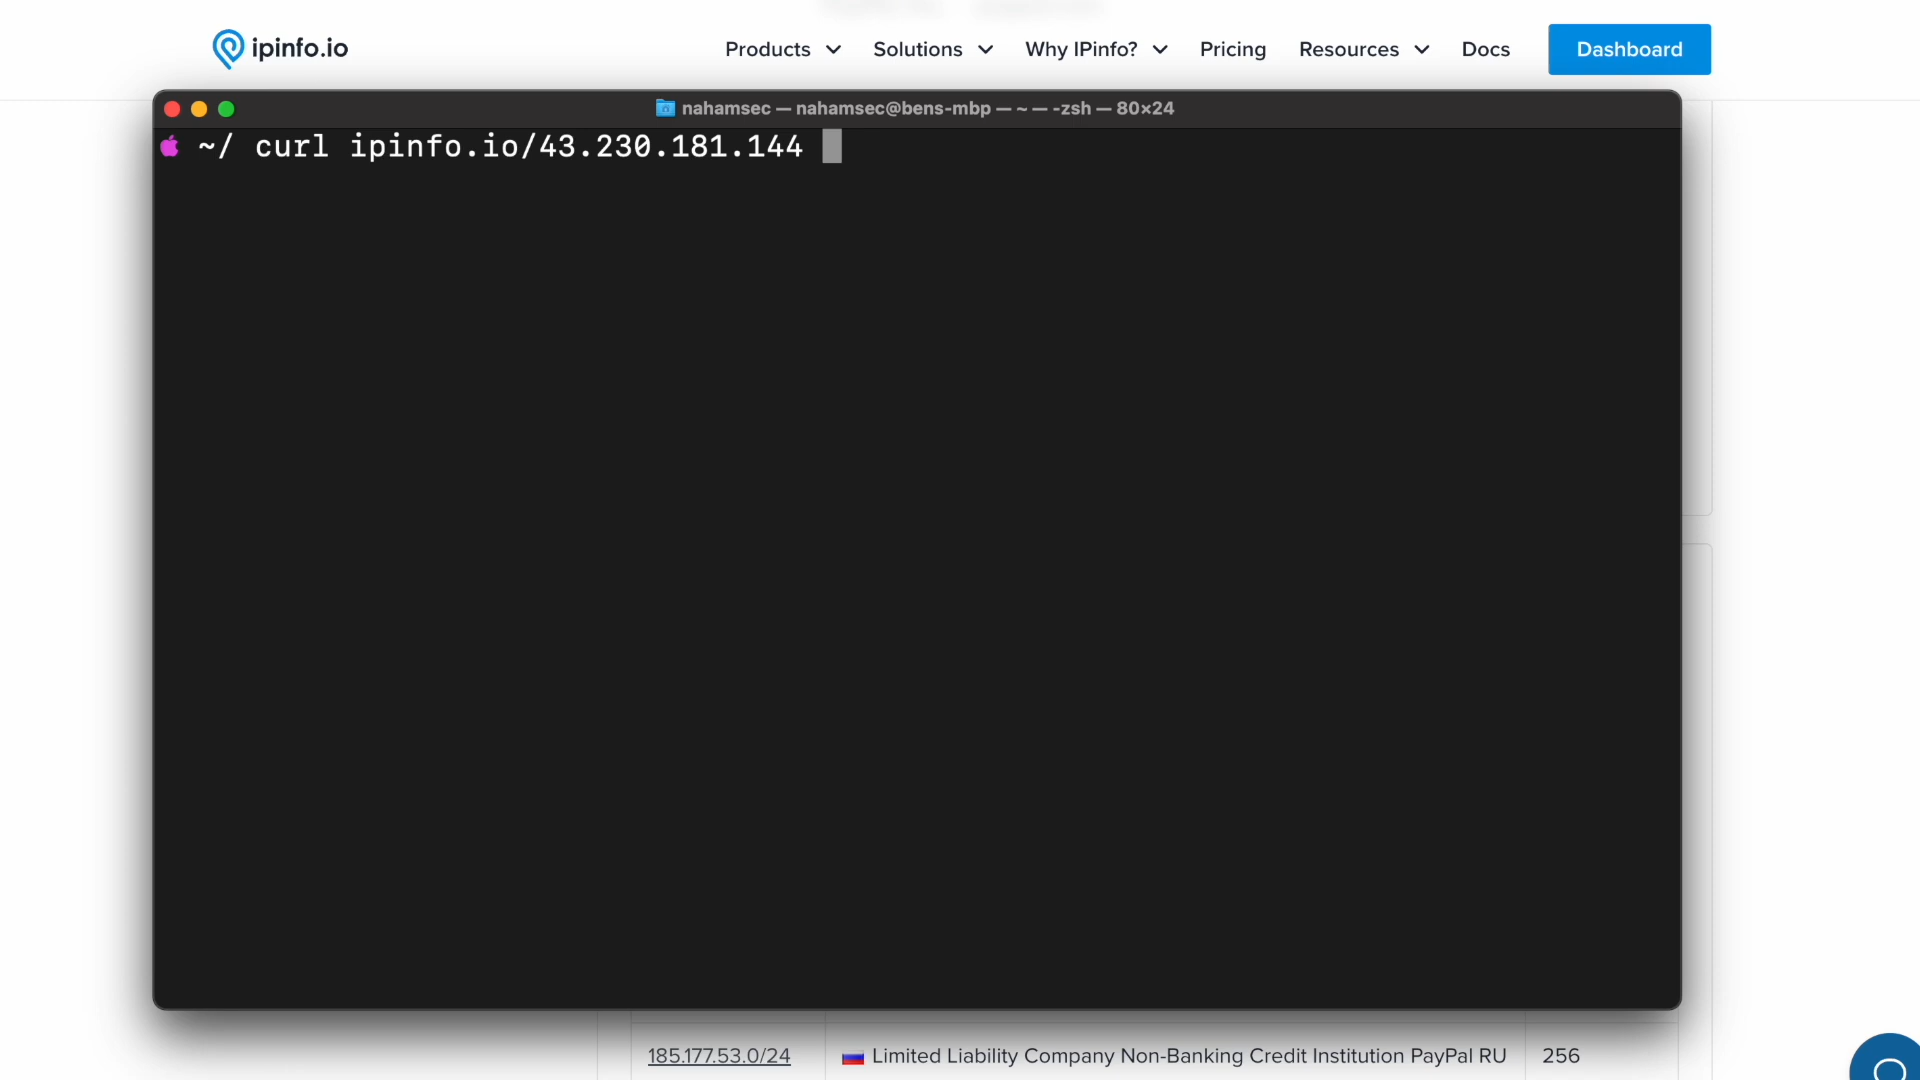 ipinfo.io
Products Solutions Why IPinfo? Pricing Resources Docs Dashboard
nahamsec — nahamsec@bens-mbp — ~ — -zsh — 80×24
~/ curl ipinfo.io/43.230.181.144
185.177.53.0/24 Limited Liability Company Non-Banking Credit Institution PayPal RU 256